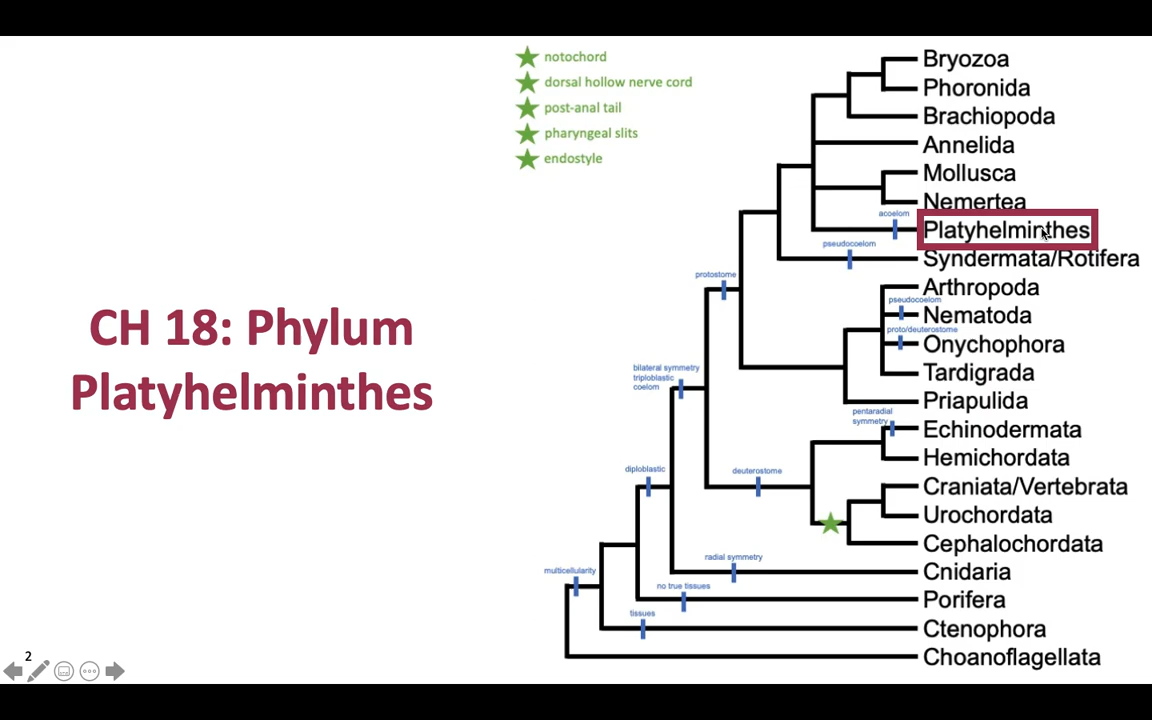 CH 18: Phylum
Platyhelminthes
notochord
dorsal hollow nerve cord
post-anal tail
pharyngeal slits
endostyle
Bryozoa
Phoronida
Brachiopoda
Annelida
Mollusca
Nemertea
acoelom
Platyhelminthes
pseudocoelom
Syndermata/Rotifera
protostome
Arthropoda
pseudocoelom
Nematoda
proto/deuterostome
Onychophora
Tardigrada
bilateral symmetry
triploblastic
coelom
Priapulida
pentaradial
symmetry
Echinodermata
Hemichordata
diploblastic
deuterostome
Craniata/Vertebrata
Urochordata
Cephalochordata
radial symmetry
Cnidaria
multicellularity
no true tissues
Porifera
tissues
Ctenophora
Choanoflagellata
2